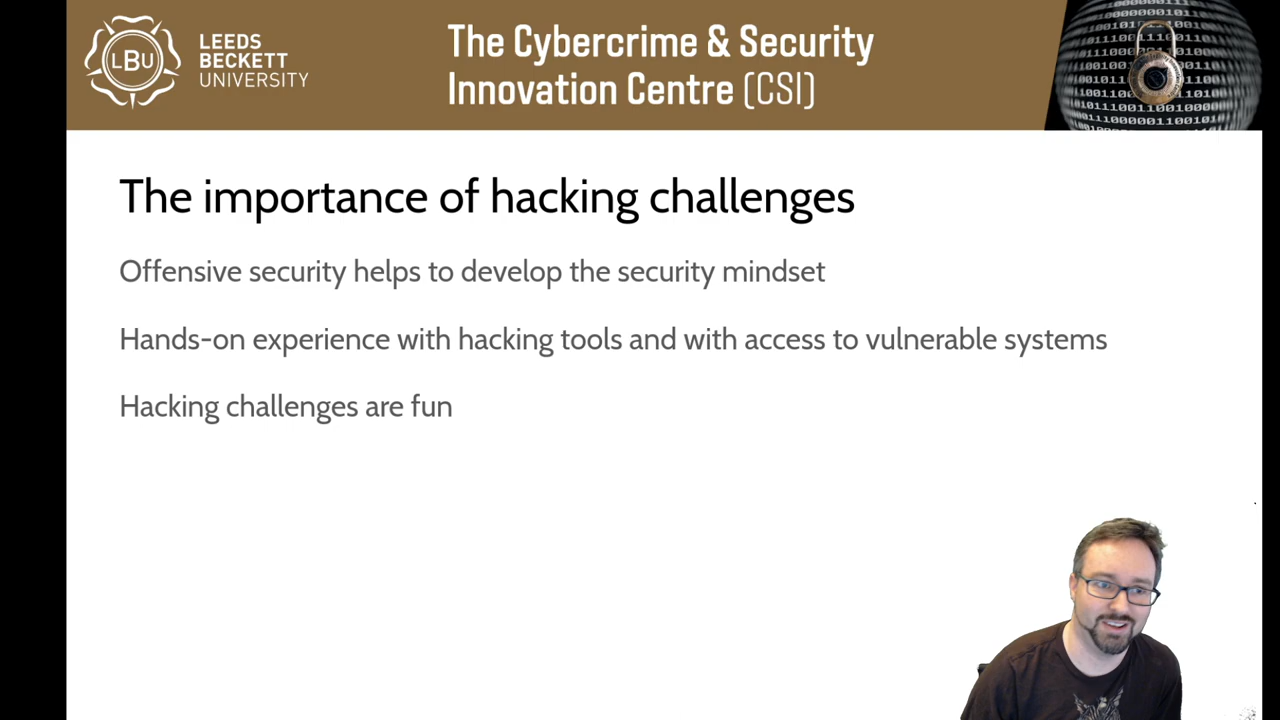 LBU
LEEDS
BECKETT
UNIVERSITY
The Cybercrime & Security
Innovation Centre (CSI)
The importance of hacking challenges
Offensive security helps to develop the security mindset
Hands-on experience with hacking tools and with access to vulnerable systems
Hacking challenges are fun